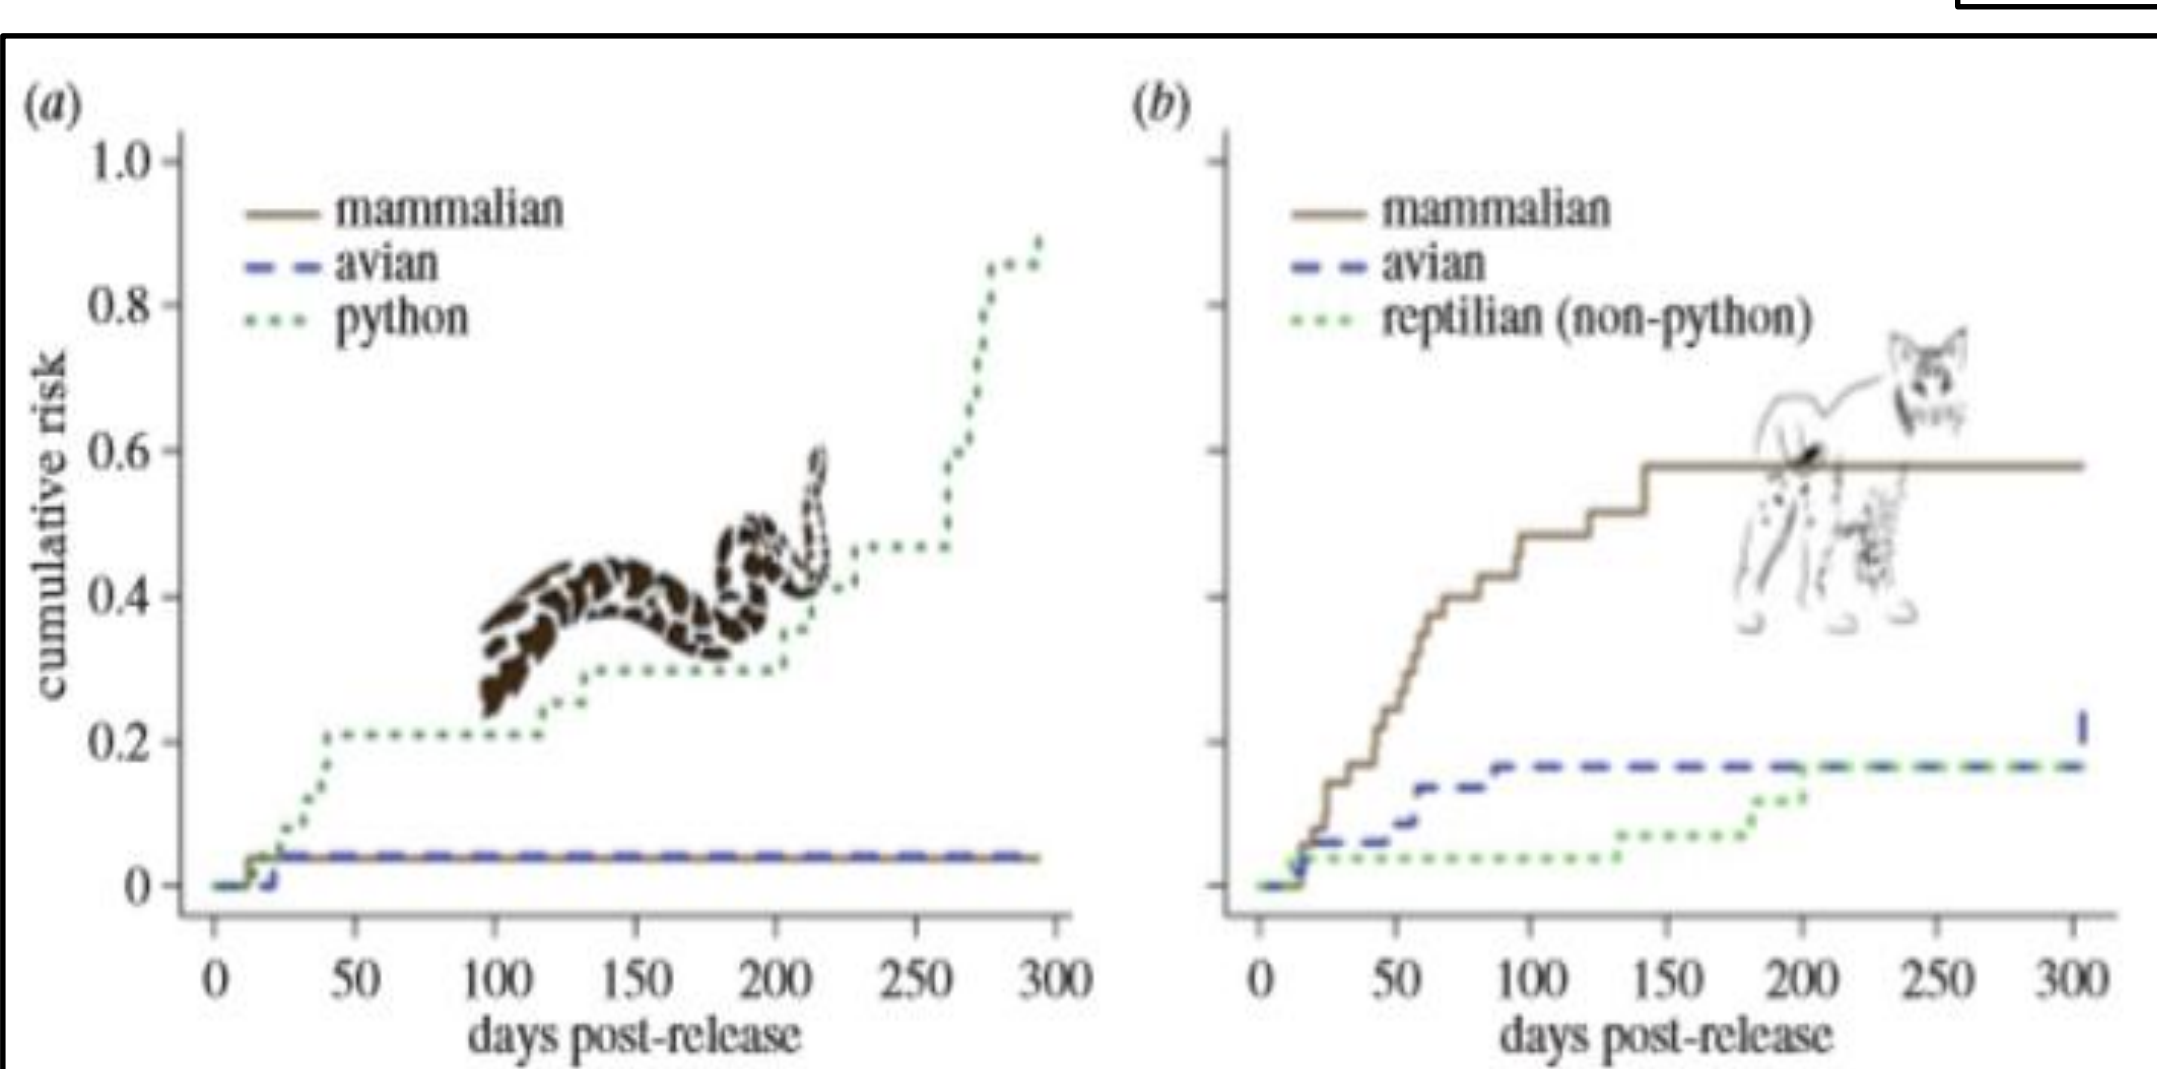 (a)
1.0
0.8
0.6
0.4
0.2
0
cumulative risk
mammalian
avian
python
0 50 100 150 200 250 300
days post-release
(b)
mammalian
avian
reptilian (non-python)
0 50 100 150 200 250 300
days post-release